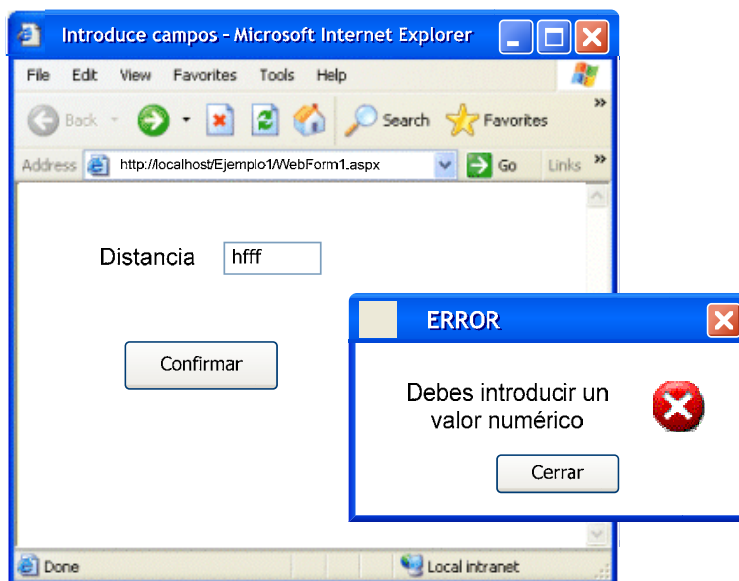 Introduce campos - Microsoft Internet Explorer
File Edit View Favorites Tools Help
Back Search Favorites »
Address http://localhost/Ejemplo1/WebForm1.aspx Go Links »
Distancia hfff
Confirmar
ERROR
Debes introducir un
valor numérico
Cerrar
Done Local intranet